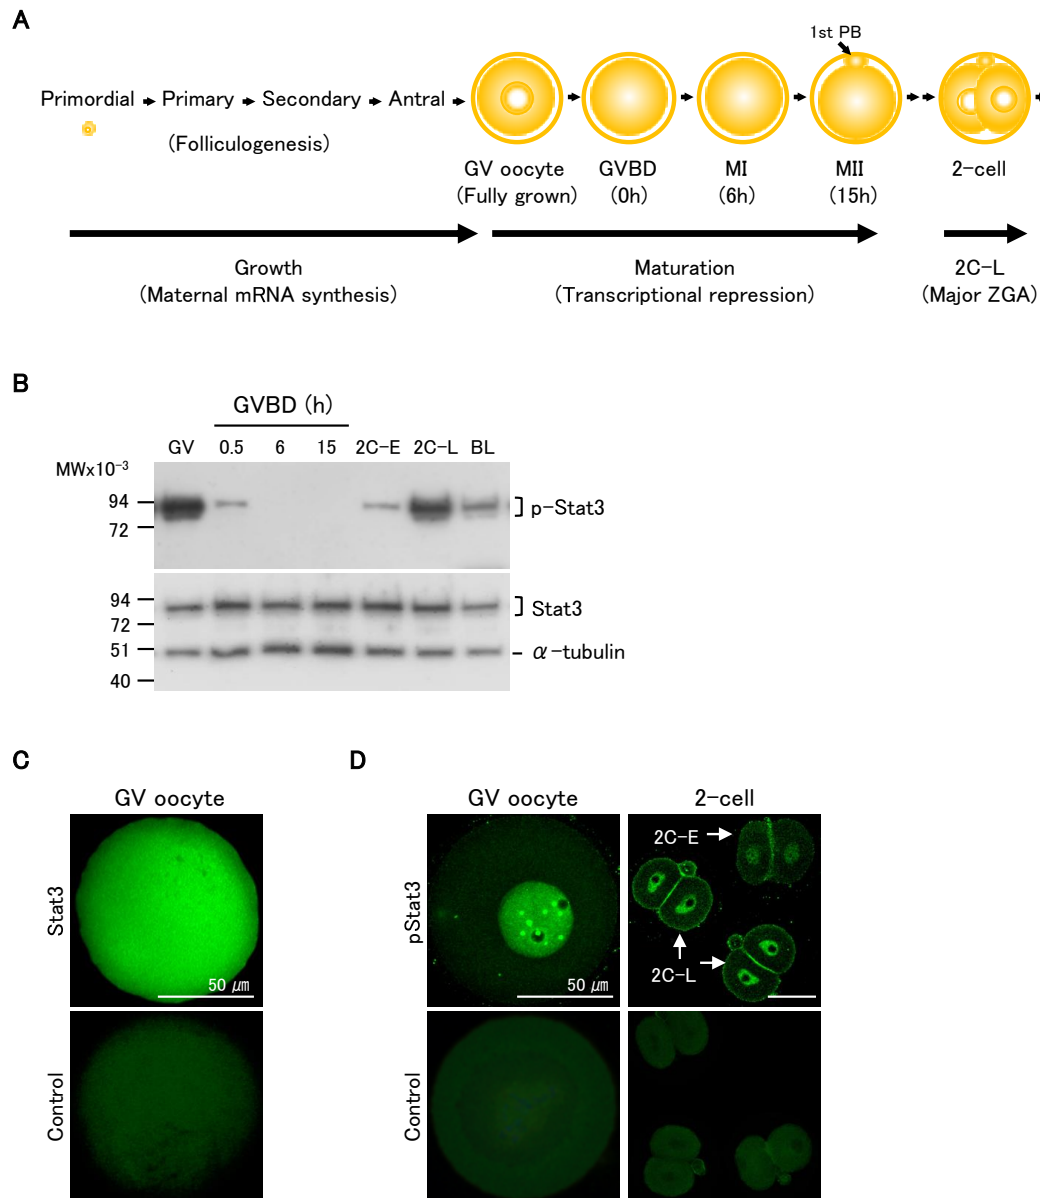 A
1st PB
Primordial
Primary
Secondary
Antral
(Folliculogenesis)
GV oocyte
(Fully grown)
GVBD
(0h)
MI
(6h)
MII
(15h)
2-cell
Growth
(Maternal mRNA synthesis)
Maturation
(Transcriptional repression)
2C-L
(Major ZGA)
B
GVBD (h)
GV 0.5 6 15 2C-E 2C-L BL
MWx10⁻³
94
72
p-Stat3
94
72
51
40
Stat3
α-tubulin
C
GV oocyte
Stat3
50 μm
Control
D
GV oocyte
2-cell
pStat3
50 μm
2C-E
2C-L
Control